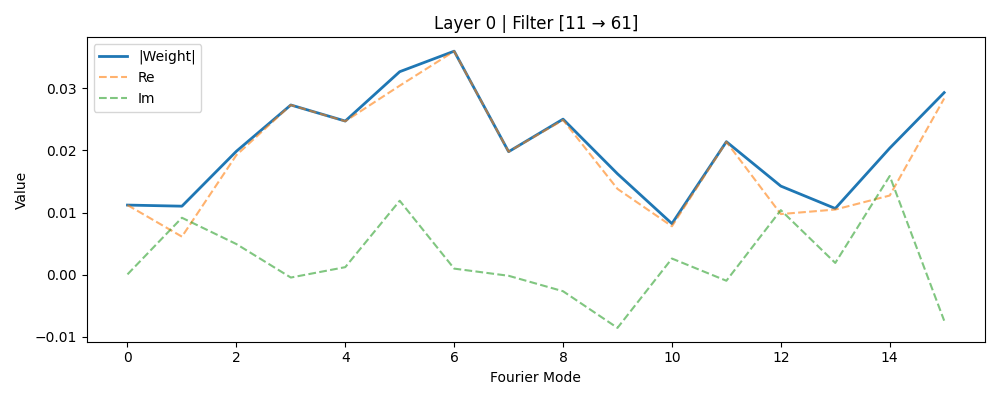 Layer 0 | Filter [11 → 61]
|Weight|
Re
Im
0.03
0.02
0.01
0.00
−0.01
Value
0 2 4 6 8 10 12 14
Fourier Mode